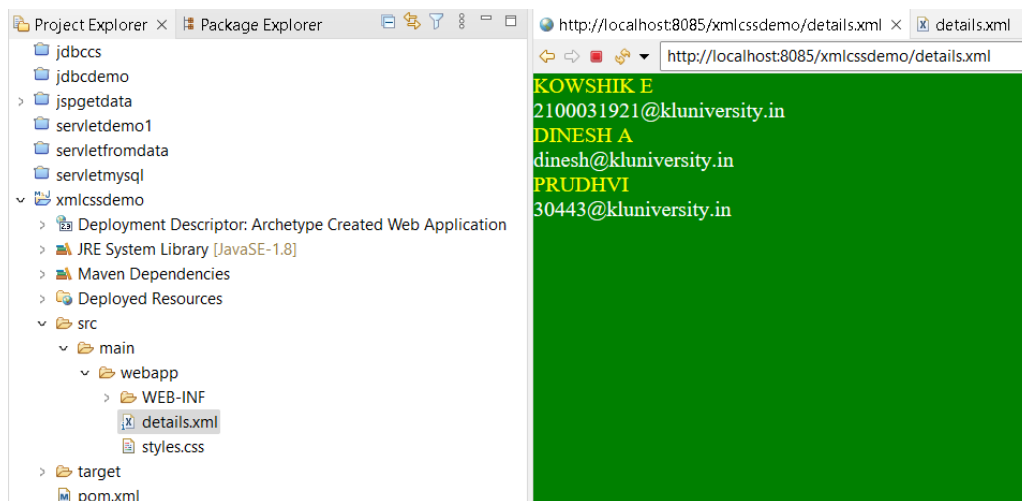 Project Explorer
Package Explorer
jdbccs
jdbcdemo
jspgetdata
servletdemo1
servletfromdata
servletmysql
xmlcssdemo
Deployment Descriptor: Archetype Created Web Application
JRE System Library [JavaSE-1.8]
Maven Dependencies
Deployed Resources
src
main
webapp
WEB-INF
details.xml
styles.css
target
pom.xml
http://localhost:8085/xmlcssdemo/details.xml
details.xml
http://localhost:8085/xmlcssdemo/details.xml
KOWSHIK E
2100031921@kluniversity.in
DINESH A
dinesh@kluniversity.in
PRUDHVI
30443@kluniversity.in